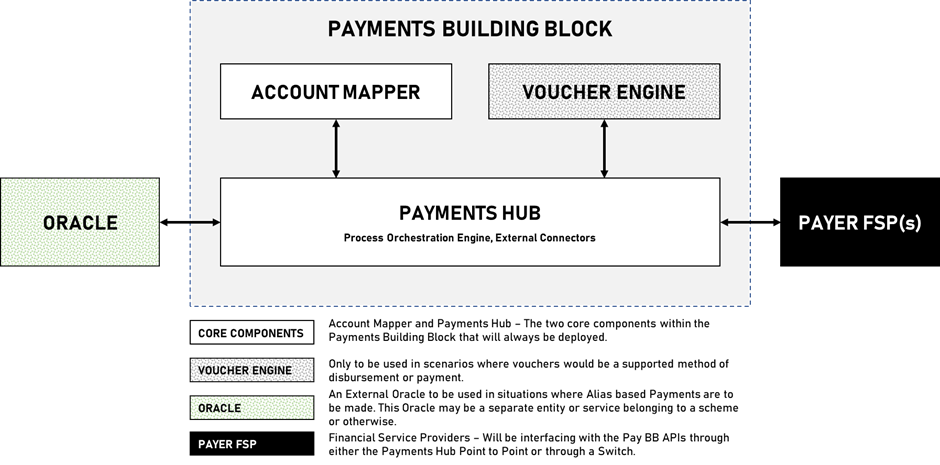 PAYMENTS BUILDING BLOCK
ACCOUNT MAPPER
VOUCHER ENGINE
ORACLE
PAYMENTS HUB
Process Orchestration Engine, External Connectors
PAYER FSP(s)
CORE COMPONENTS
Account Mapper and Payments Hub – The two core components within the
Payments Building Block that will always be deployed.
VOUCHER ENGINE
Only to be used in scenarios where vouchers would be a supported method of
disbursement or payment.
ORACLE
An External Oracle to be used in situations where Alias based Payments are to
be made. This Oracle may be a separate entity or service belonging to a scheme
or otherwise.
PAYER FSP
Financial Service Providers – Will be interfacing with the Pay BB APIs through
either the Payments Hub Point to Point or through a Switch.